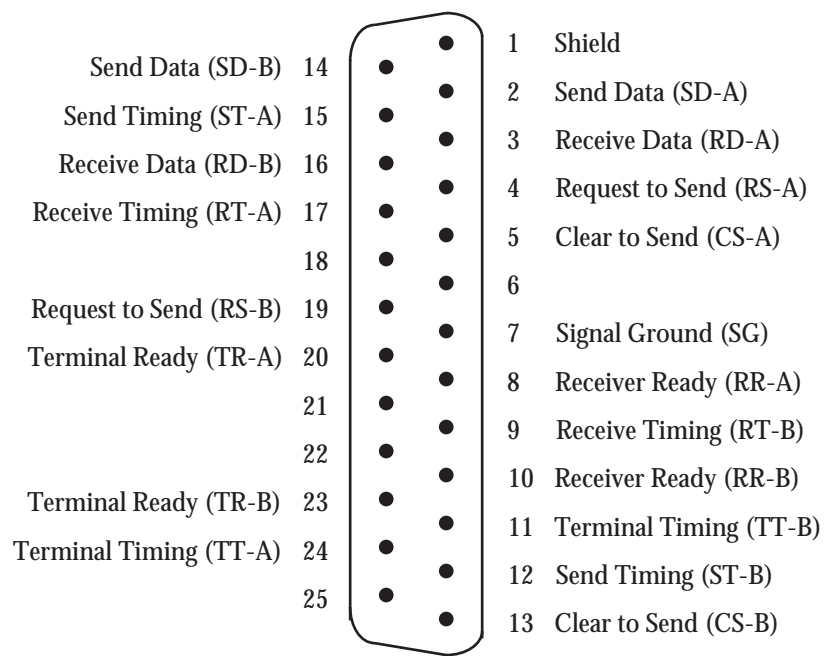 Send Data (SD-B) 14
Send Timing (ST-A) 15
Receive Data (RD-B) 16
Receive Timing (RT-A) 17
18
Request to Send (RS-B) 19
Terminal Ready (TR-A) 20
21
22
Terminal Ready (TR-B) 23
Terminal Timing (TT-A) 24
25
1 Shield
2 Send Data (SD-A)
3 Receive Data (RD-A)
4 Request to Send (RS-A)
5 Clear to Send (CS-A)
6
7 Signal Ground (SG)
8 Receiver Ready (RR-A)
9 Receive Timing (RT-B)
10 Receiver Ready (RR-B)
11 Terminal Timing (TT-B)
12 Send Timing (ST-B)
13 Clear to Send (CS-B)